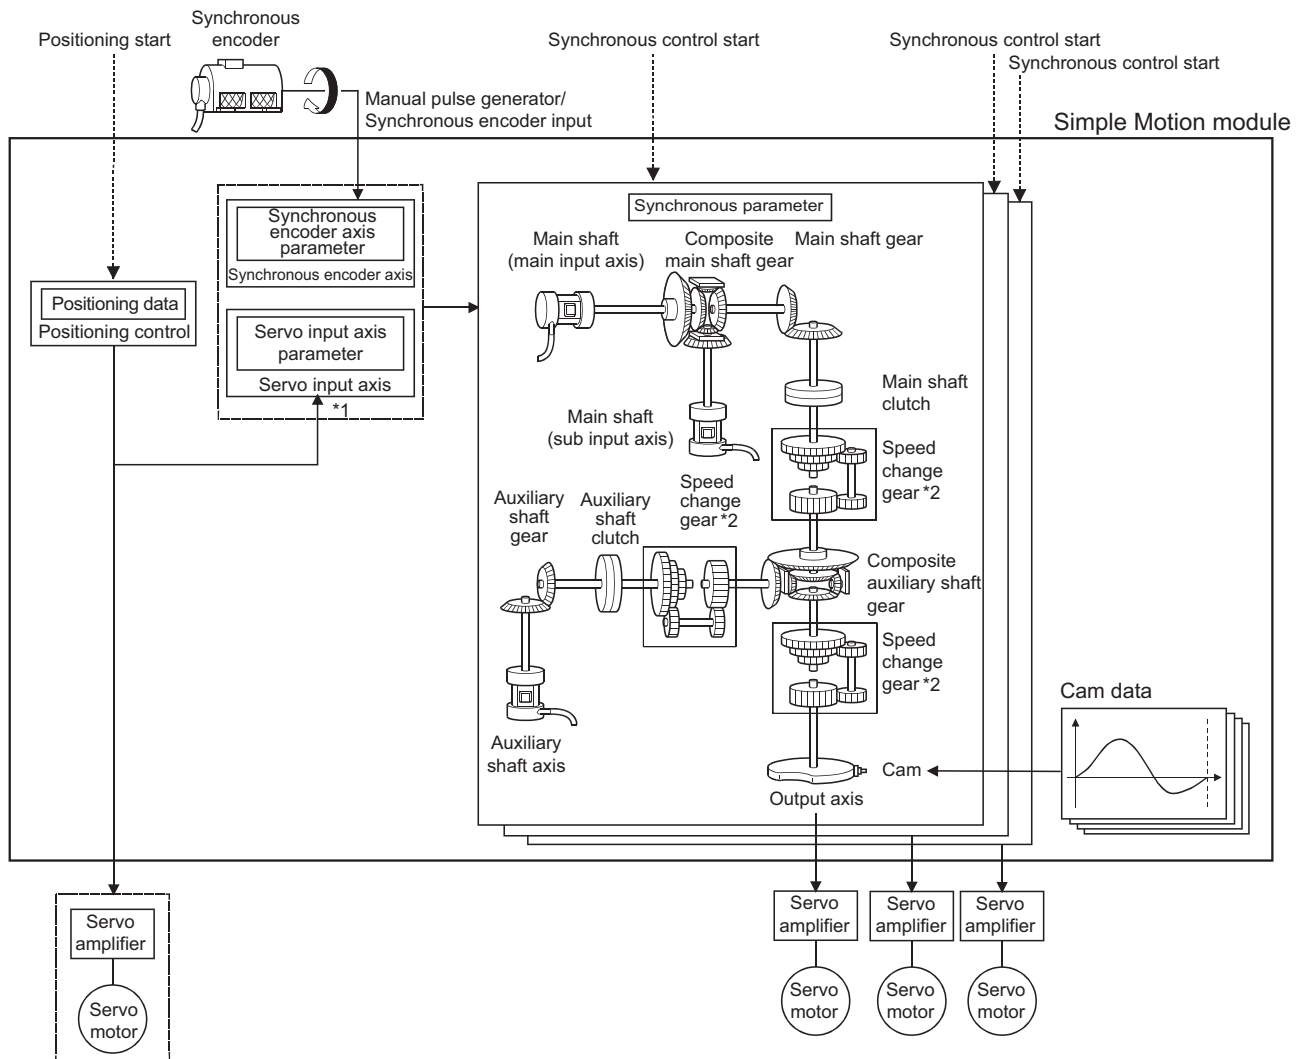 Synchronous
encoder
Positioning start
Synchronous control start
Synchronous control start
Synchronous control start
Manual pulse generator/
Synchronous encoder input
Simple Motion module
Synchronous parameter
Synchronous
encoder axis
parameter
Synchronous encoder axis
Positioning data
Positioning control
Servo input axis
parameter
Servo input axis
*1
Main shaft
(main input axis)
Composite
main shaft gear
Main shaft gear
Main shaft
clutch
Main shaft
(sub input axis)
Speed
change
gear *2
Speed
change
gear *2
Auxiliary
shaft
gear
Auxiliary
shaft
clutch
Composite
auxiliary shaft
gear
Speed
change
gear *2
Auxiliary
shaft axis
Cam
Output axis
Cam data
Servo
amplifier
Servo
motor
Servo
amplifier
Servo
amplifier
Servo
amplifier
Servo
motor
Servo
motor
Servo
motor